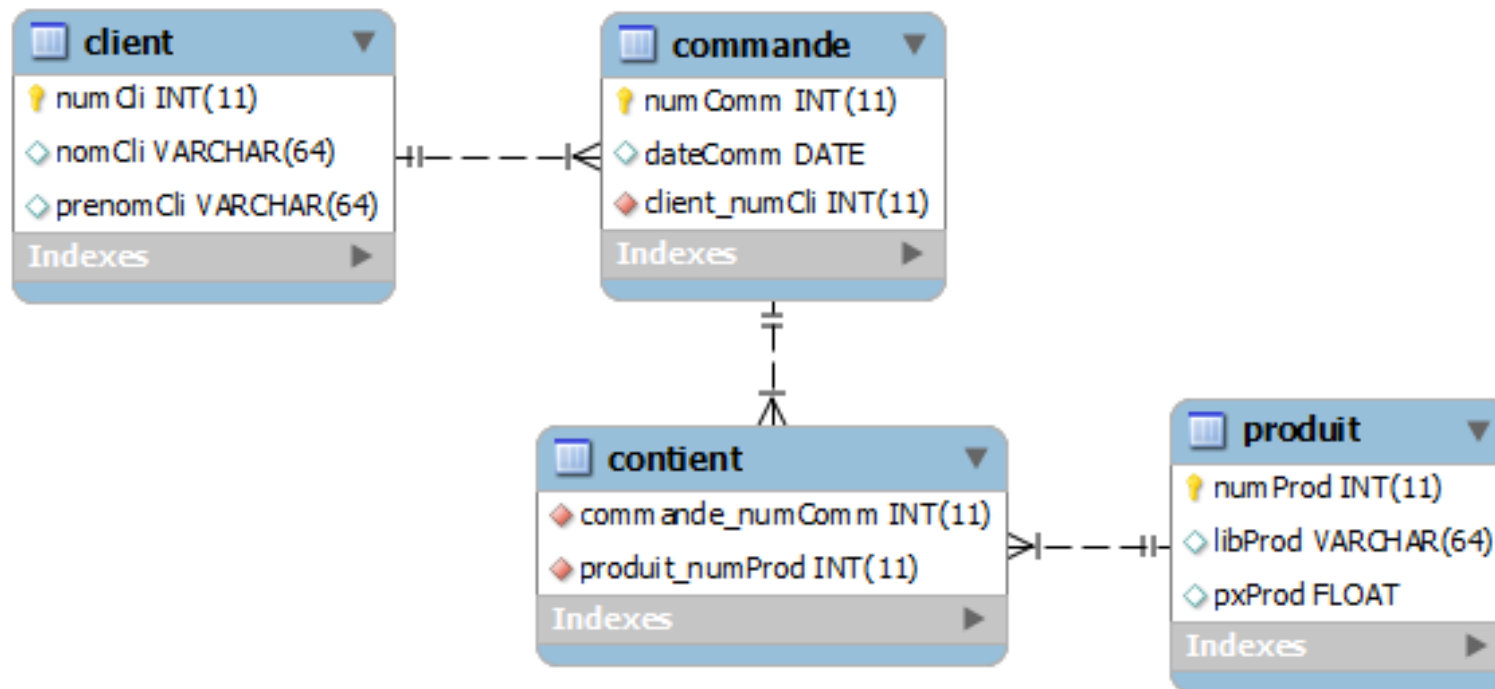 client
numCli INT(11)
nomCli VARCHAR(64)
prenomCli VARCHAR(64)
Indexes
commande
numComm INT(11)
dateComm DATE
client_numCli INT(11)
Indexes
contient
commande_numComm INT(11)
produit_numProd INT(11)
Indexes
produit
numProd INT(11)
libProd VARCHAR(64)
pxProd FLOAT
Indexes